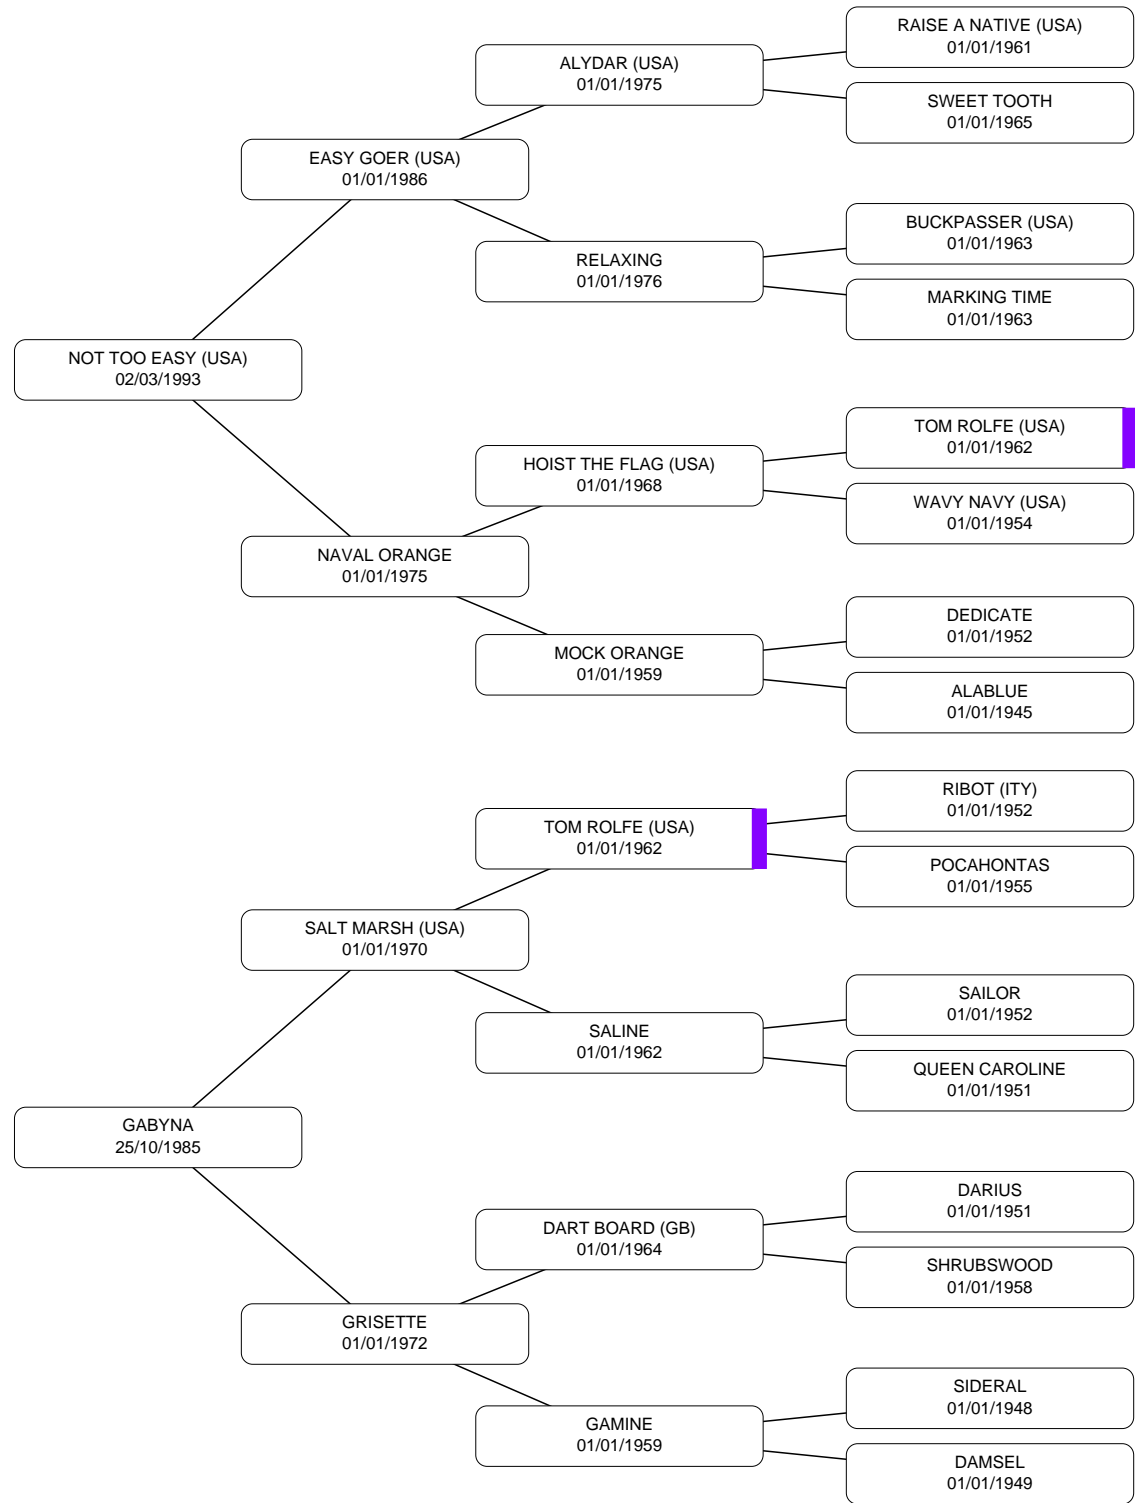 RAISE A NATIVE (USA)
01/01/1961
ALYDAR (USA)
01/01/1975
SWEET TOOTH
01/01/1965
EASY GOER (USA)
01/01/1986
BUCKPASSER (USA)
01/01/1963
RELAXING
01/01/1976
MARKING TIME
01/01/1963
NOT TOO EASY (USA)
02/03/1993
TOM ROLFE (USA)
01/01/1962
HOIST THE FLAG (USA)
01/01/1968
WAVY NAVY (USA)
01/01/1954
NAVAL ORANGE
01/01/1975
DEDICATE
01/01/1952
MOCK ORANGE
01/01/1959
ALABLUE
01/01/1945
RIBOT (ITY)
01/01/1952
TOM ROLFE (USA)
01/01/1962
POCAHONTAS
01/01/1955
SALT MARSH (USA)
01/01/1970
SAILOR
01/01/1952
SALINE
01/01/1962
QUEEN CAROLINE
01/01/1951
GABYNA
25/10/1985
DARIUS
01/01/1951
DART BOARD (GB)
01/01/1964
SHRUBSWOOD
01/01/1958
GRISETTE
01/01/1972
SIDERAL
01/01/1948
GAMINE
01/01/1959
DAMSEL
01/01/1949